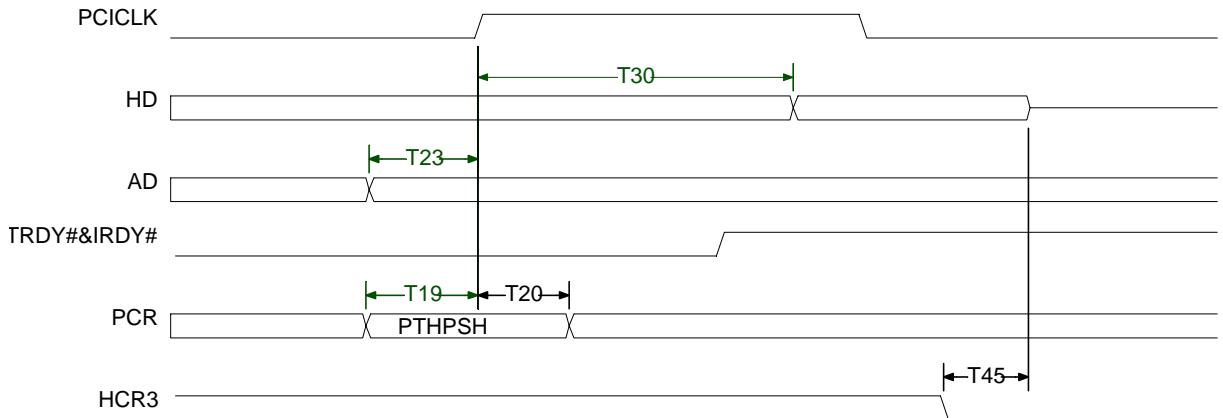 PCICLK
T30
HD
T23
AD
TRDY#&IRDY#
T19
T20
PCR
PTHPSH
T45
HCR3